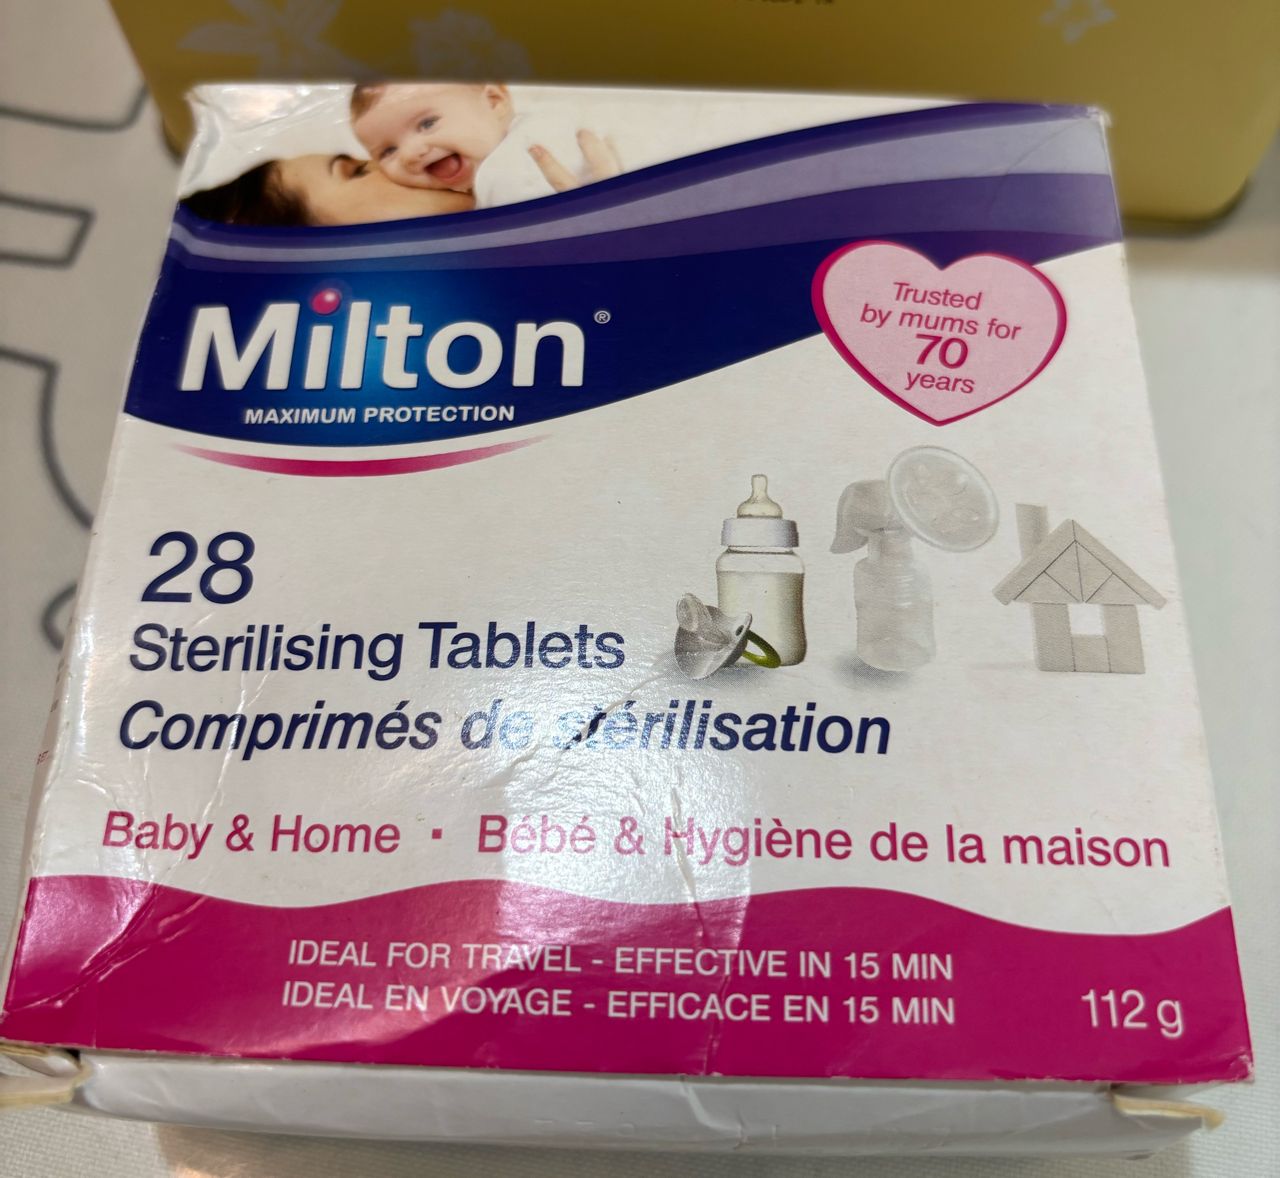 Milton®
MAXIMUM PROTECTION
Trusted
by mums for
70
years
28
Sterilising Tablets
Comprimés de stérilisation
Baby & Home · Bébé & Hygiène de la maison
IDEAL FOR TRAVEL - EFFECTIVE IN 15 MIN
IDEAL EN VOYAGE - EFFICACE EN 15 MIN
112 g